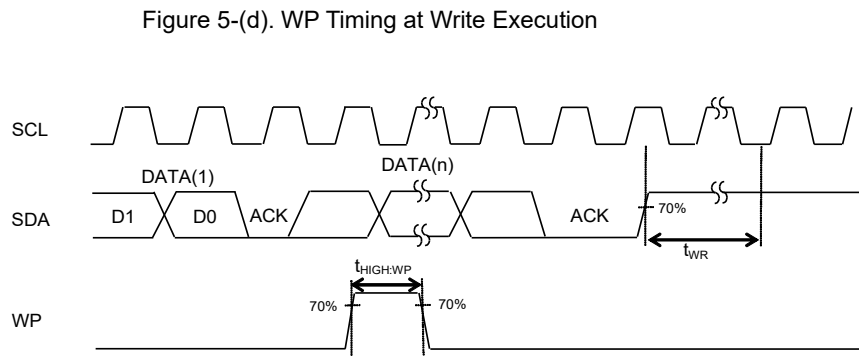 Figure 5-(d). WP Timing at Write Execution
SCL
DATA(1)
DATA(n)
SDA
D1
D0
ACK
ACK
70%
tWR
tHIGH:WP
WP
70%
70%